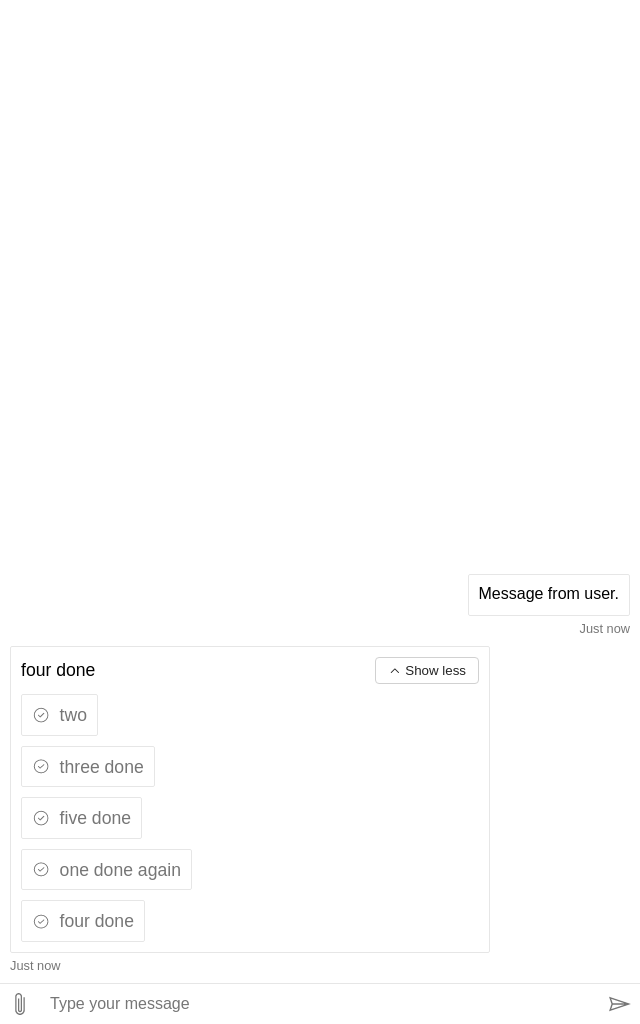 Message from user.
Just now
four done
Show less
two
three done
five done
one done again
four done
Just now
Type your message